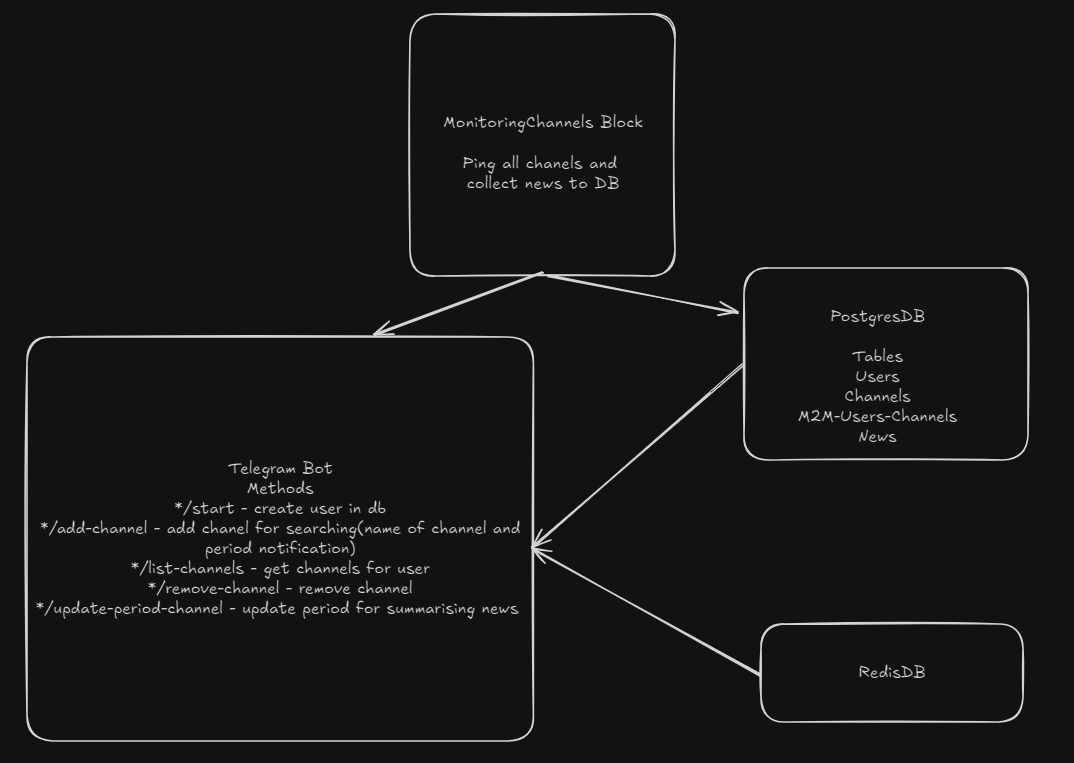 MonitoringChannels Block
Ping all chanels and
collect news to DB
PostgresDB
Tables
Users
Channels
M2M-Users-Channels
News
Telegram Bot
Methods
*/start - create user in db
*/add-channel - add chanel for searching(name of channel and
period notification)
*/list-channels - get channels for user
*/remove-channel - remove channel
*/update-period-channel - update period for summarising news
RedisDB